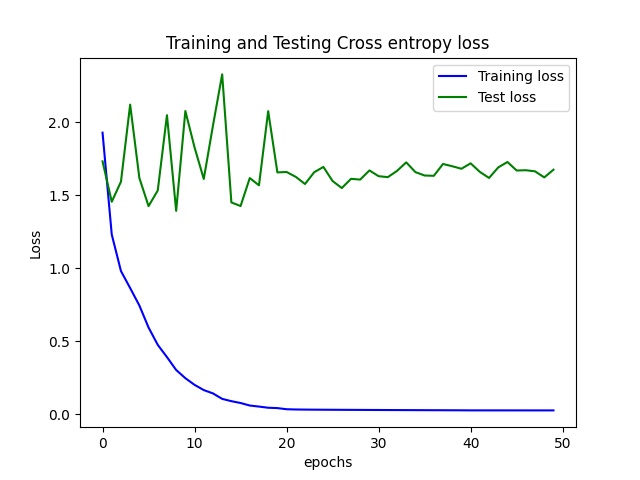 Training and Testing Cross entropy loss
Training loss
Test loss
2.0
1.5
1.0
0.5
0.0
Loss
0 10 20 30 40 50
epochs